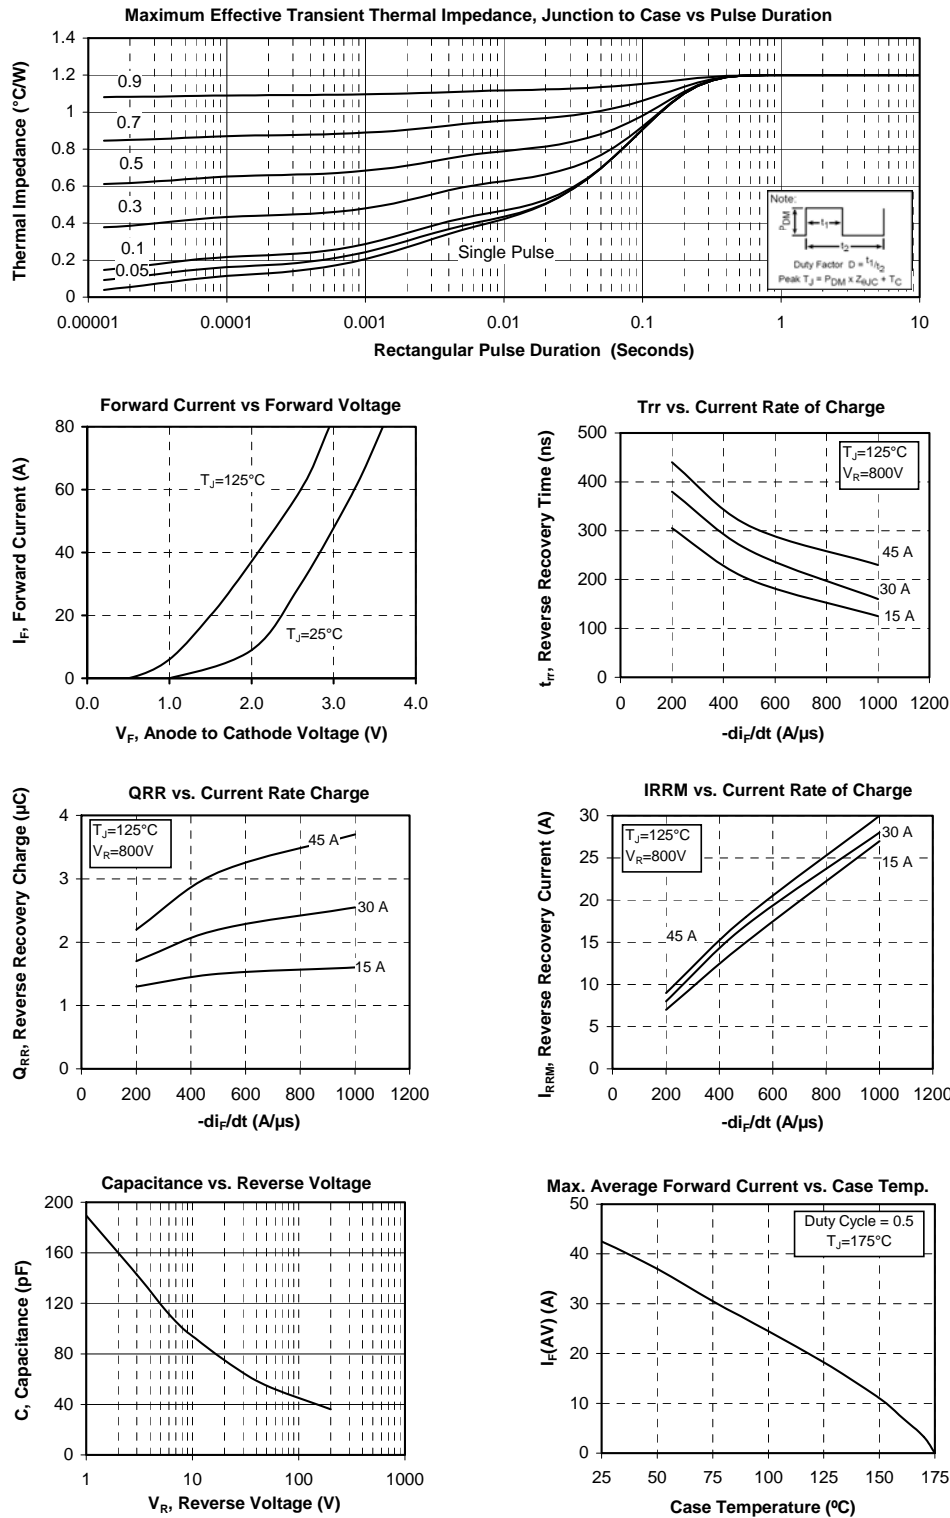 Maximum Effective Transient Thermal Impedance, Junction to Case vs Pulse Duration
Thermal Impedance (°C/W)
1.4
1.2
1.0
0.8
0.6
0.4
0.2
0
0.9
0.7
0.5
0.3
0.1
0.05
Single Pulse
Note:
PDM
t1
t2
Duty Factor D = t1/t2
Peak TJ = PDM x ZθJC + TC
0.00001 0.0001 0.001 0.01 0.1 1 10
Rectangular Pulse Duration (Seconds)
Forward Current vs Forward Voltage
IF, Forward Current (A)
80
60
40
20
0
TJ=125°C
TJ=25°C
0.0 1.0 2.0 3.0 4.0
VF, Anode to Cathode Voltage (V)
Trr vs. Current Rate of Charge
trr, Reverse Recovery Time (ns)
500
400
300
200
100
0
TJ=125°C
VR=800V
45 A
30 A
15 A
0 200 400 600 800 1000 1200
-diF/dt (A/µs)
QRR vs. Current Rate Charge
QRR, Reverse Recovery Charge (µC)
4
3
2
1
0
TJ=125°C
VR=800V
45 A
30 A
15 A
0 200 400 600 800 1000 1200
-diF/dt (A/µs)
IRRM vs. Current Rate of Charge
IRRM, Reverse Recovery Current (A)
30
25
20
15
10
5
0
TJ=125°C
VR=800V
30 A
15 A
45 A
0 200 400 600 800 1000 1200
-diF/dt (A/µs)
Capacitance vs. Reverse Voltage
C, Capacitance (pF)
200
160
120
80
40
0
1 10 100 1000
VR, Reverse Voltage (V)
Max. Average Forward Current vs. Case Temp.
IF(AV) (A)
50
40
30
20
10
0
Duty Cycle = 0.5
TJ=175°C
25 50 75 100 125 150 175
Case Temperature (ºC)